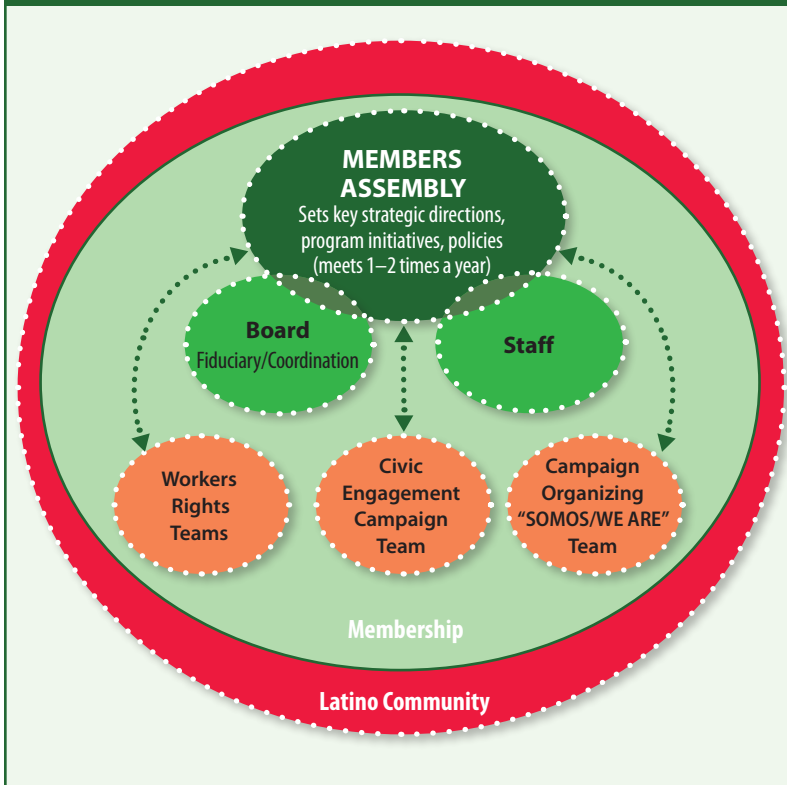 MEMBERS
ASSEMBLY
Sets key strategic directions,
program initiatives, policies
(meets 1–2 times a year)
Board
Fiduciary/Coordination
Staff
Workers
Rights
Teams
Civic
Engagement
Campaign
Team
Campaign
Organizing
“SOMOS/WE ARE”
Team
Membership
Latino Community